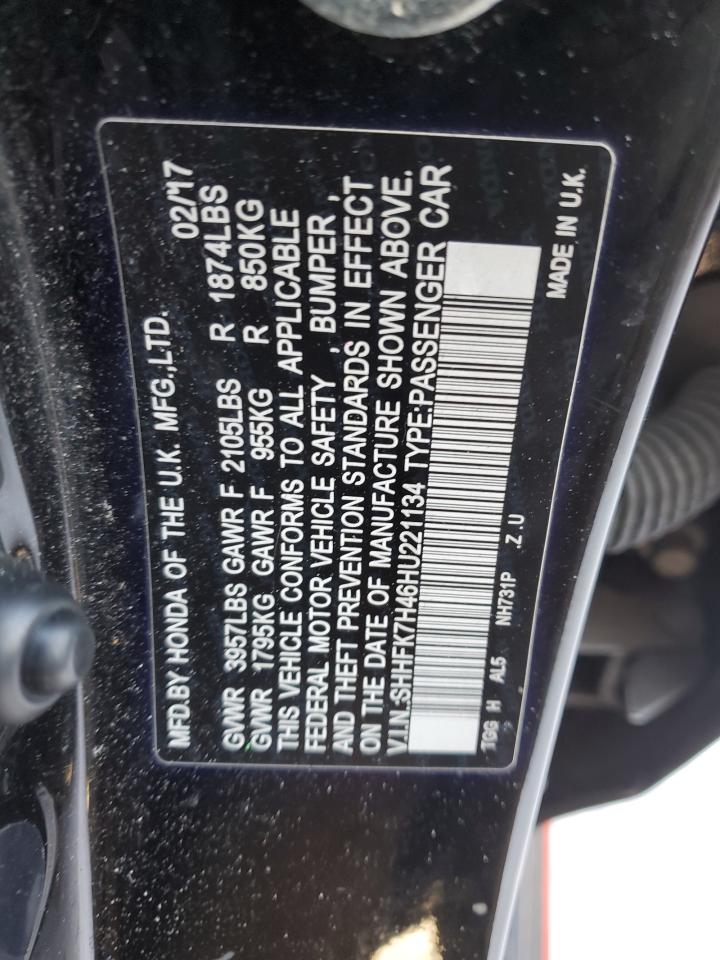 MFD.BY HONDA OF THE U.K. MFG.,LTD. 02/17
GVWR 3957LBS GAWR F 2105LBS R 1874LBS
GVWR 1795KG GAWR F 955KG R 850KG
THIS VEHICLE CONFORMS TO ALL APPLICABLE
FEDERAL MOTOR VEHICLE SAFETY , BUMPER ,
AND THEFT PREVENTION STANDARDS IN EFFECT
ON THE DATE OF MANUFACTURE SHOWN ABOVE.
V.I.N.:SHHFK7H46HU221134 TYPE:PASSENGER CAR
TGG H AL5 NH731P .Z .U
MADE IN U.K.